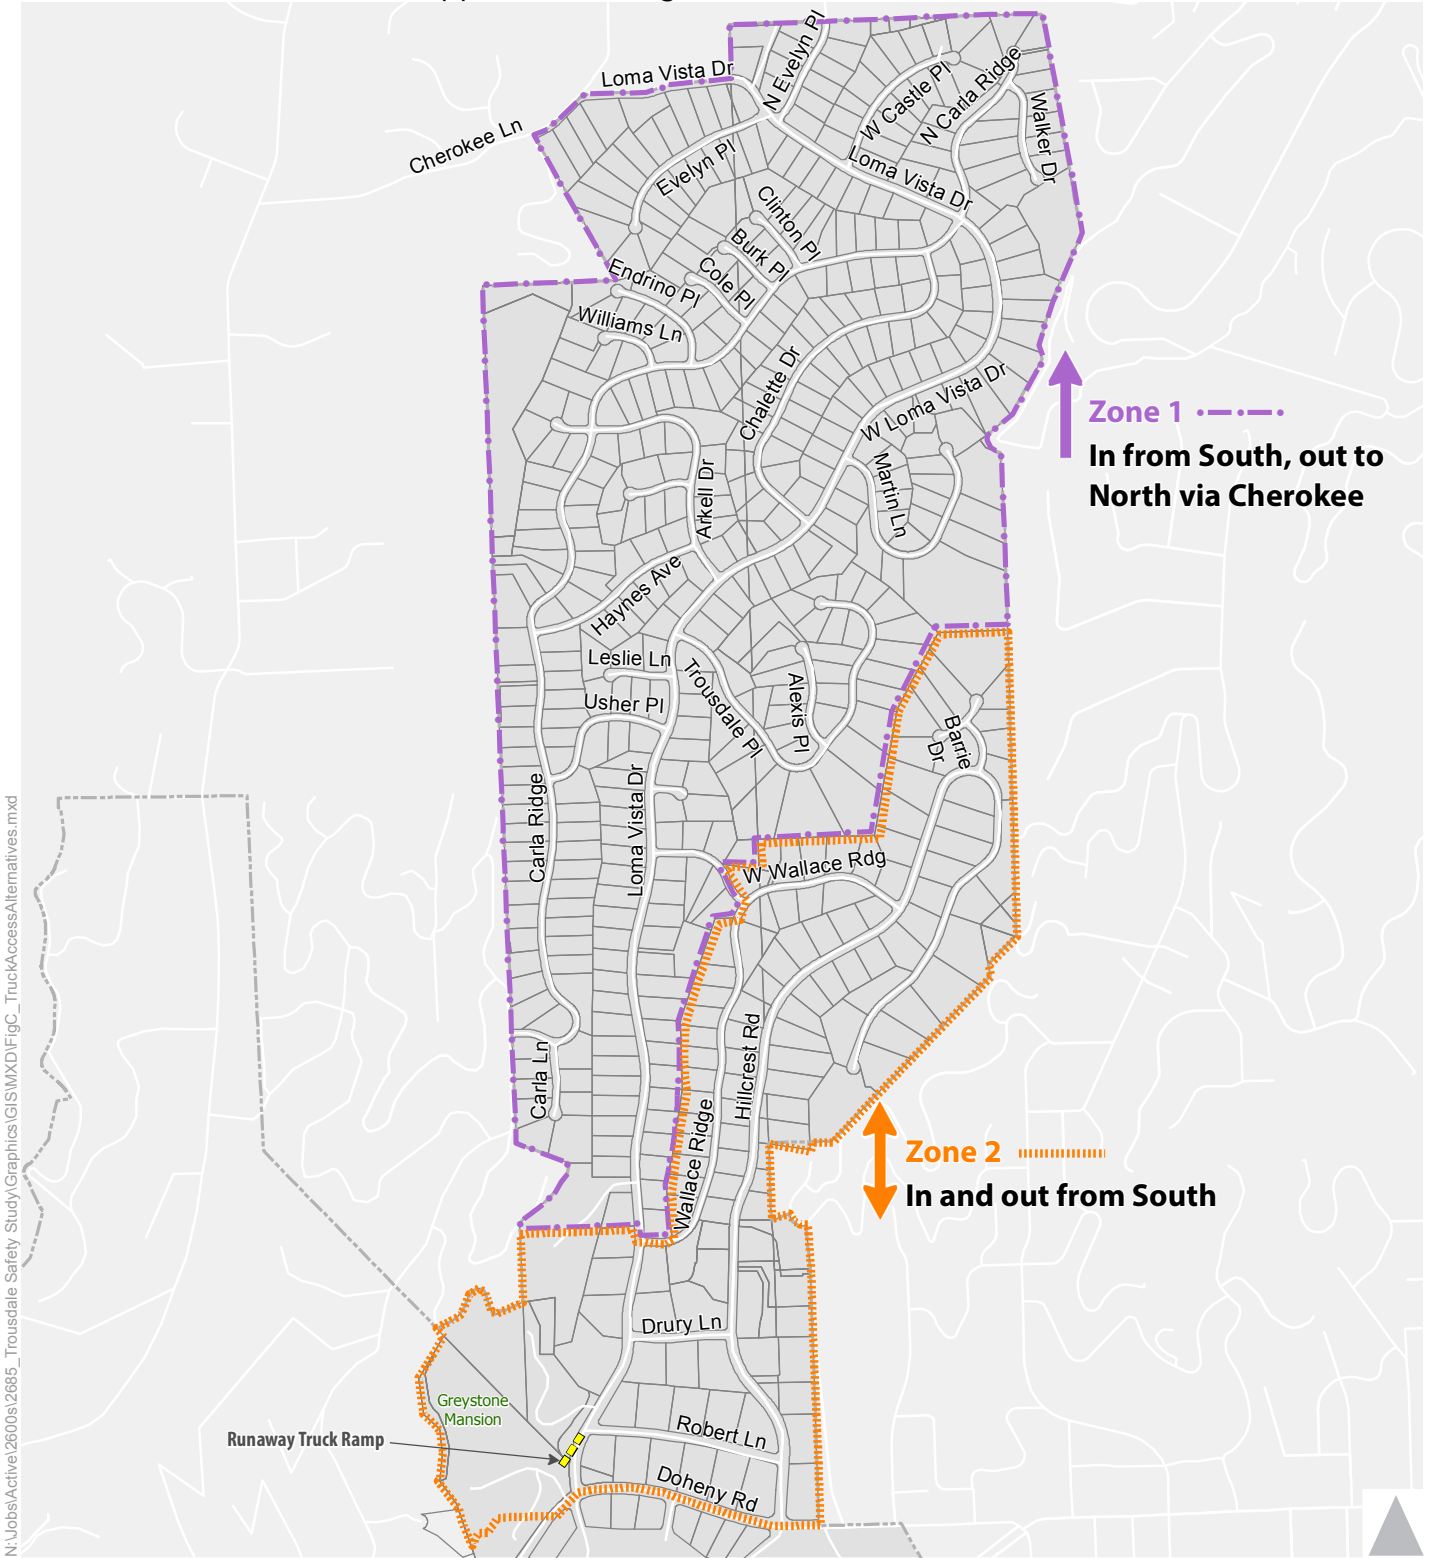 N Evelyn Pl
Loma Vista Dr
W Castle Pl
N Carla Ridge
Walker Dr
Cherokee Ln
Evelyn Pl
Loma Vista Dr
Clinton Pl
Burk Pl
Cole Pl
Endrino Pl
Williams Ln
Chalette Dr
W Loma Vista Dr
Zone 1
In from South, out to
North via Cherokee
Martin Ln
Arkell Dr
Haynes Ave
Leslie Ln
Trousdale Pl
Alexis Pl
Usher Pl
Barrie
Dr
Carla Ridge
Loma Vista Dr
W Wallace Rdg
Hillcrest Rd
Carla Ln
Wallace Ridge
Zone 2
In and out from South
Drury Ln
Greystone
Mansion
Runaway Truck Ramp
Robert Ln
Doheny Rd
N:\Jobs\Active\2600s\2685_Trousdale Safety Study\Graphics\GIS\MXD\FigC_TruckAccessAlternatives.mxd